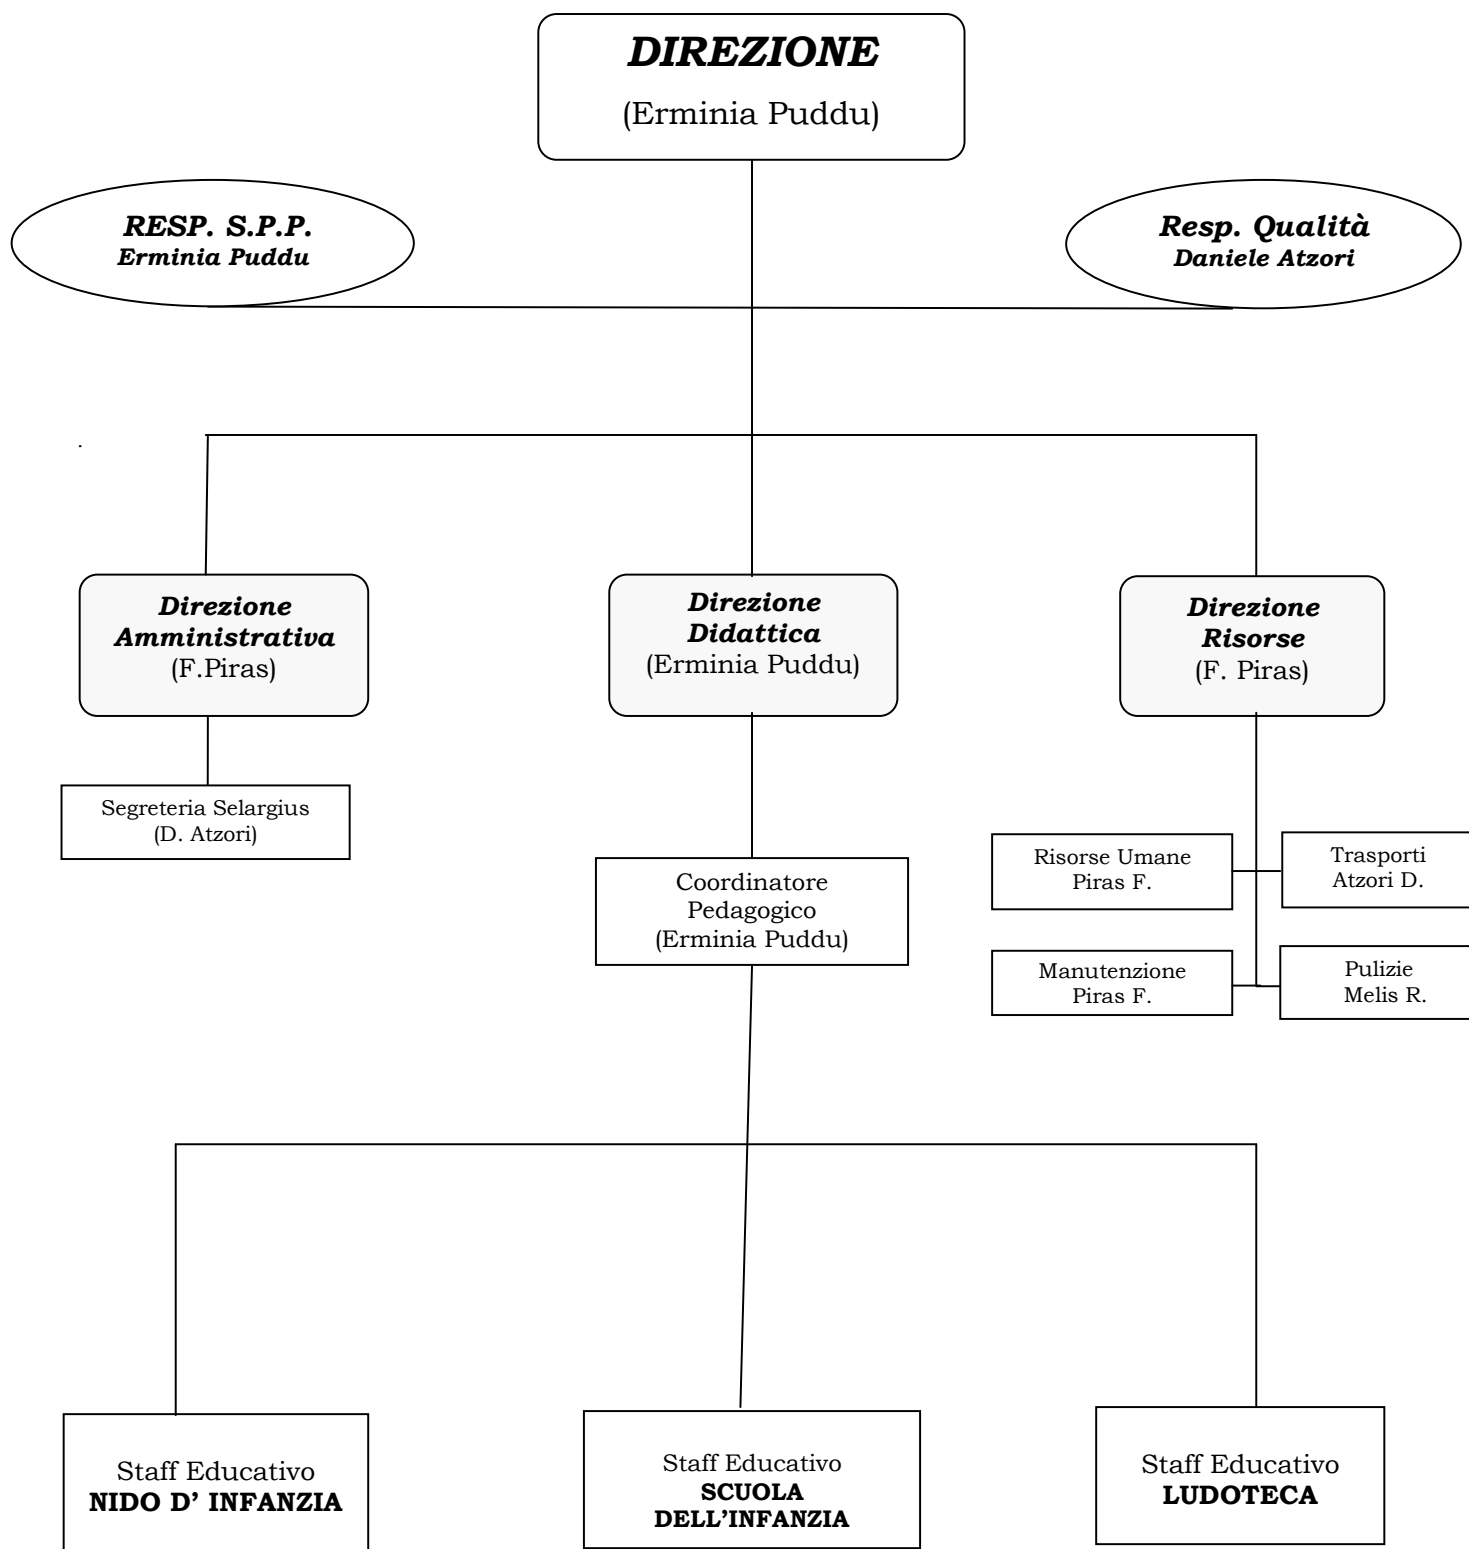 DIREZIONE
(Erminia Puddu)
RESP. S.P.P.
Erminia Puddu
Resp. Qualità
Daniele Atzori
.
Direzione
Amministrativa
(F.Piras)
Direzione
Didattica
(Erminia Puddu)
Direzione
Risorse
(F. Piras)
Segreteria Selargius
(D. Atzori)
Coordinatore
Pedagogico
(Erminia Puddu)
Risorse Umane
Piras F.
Trasporti
Atzori D.
Manutenzione
Piras F.
Pulizie
Melis R.
Staff Educativo
NIDO D' INFANZIA
Staff Educativo
SCUOLA
DELL’INFANZIA
Staff Educativo
LUDOTECA